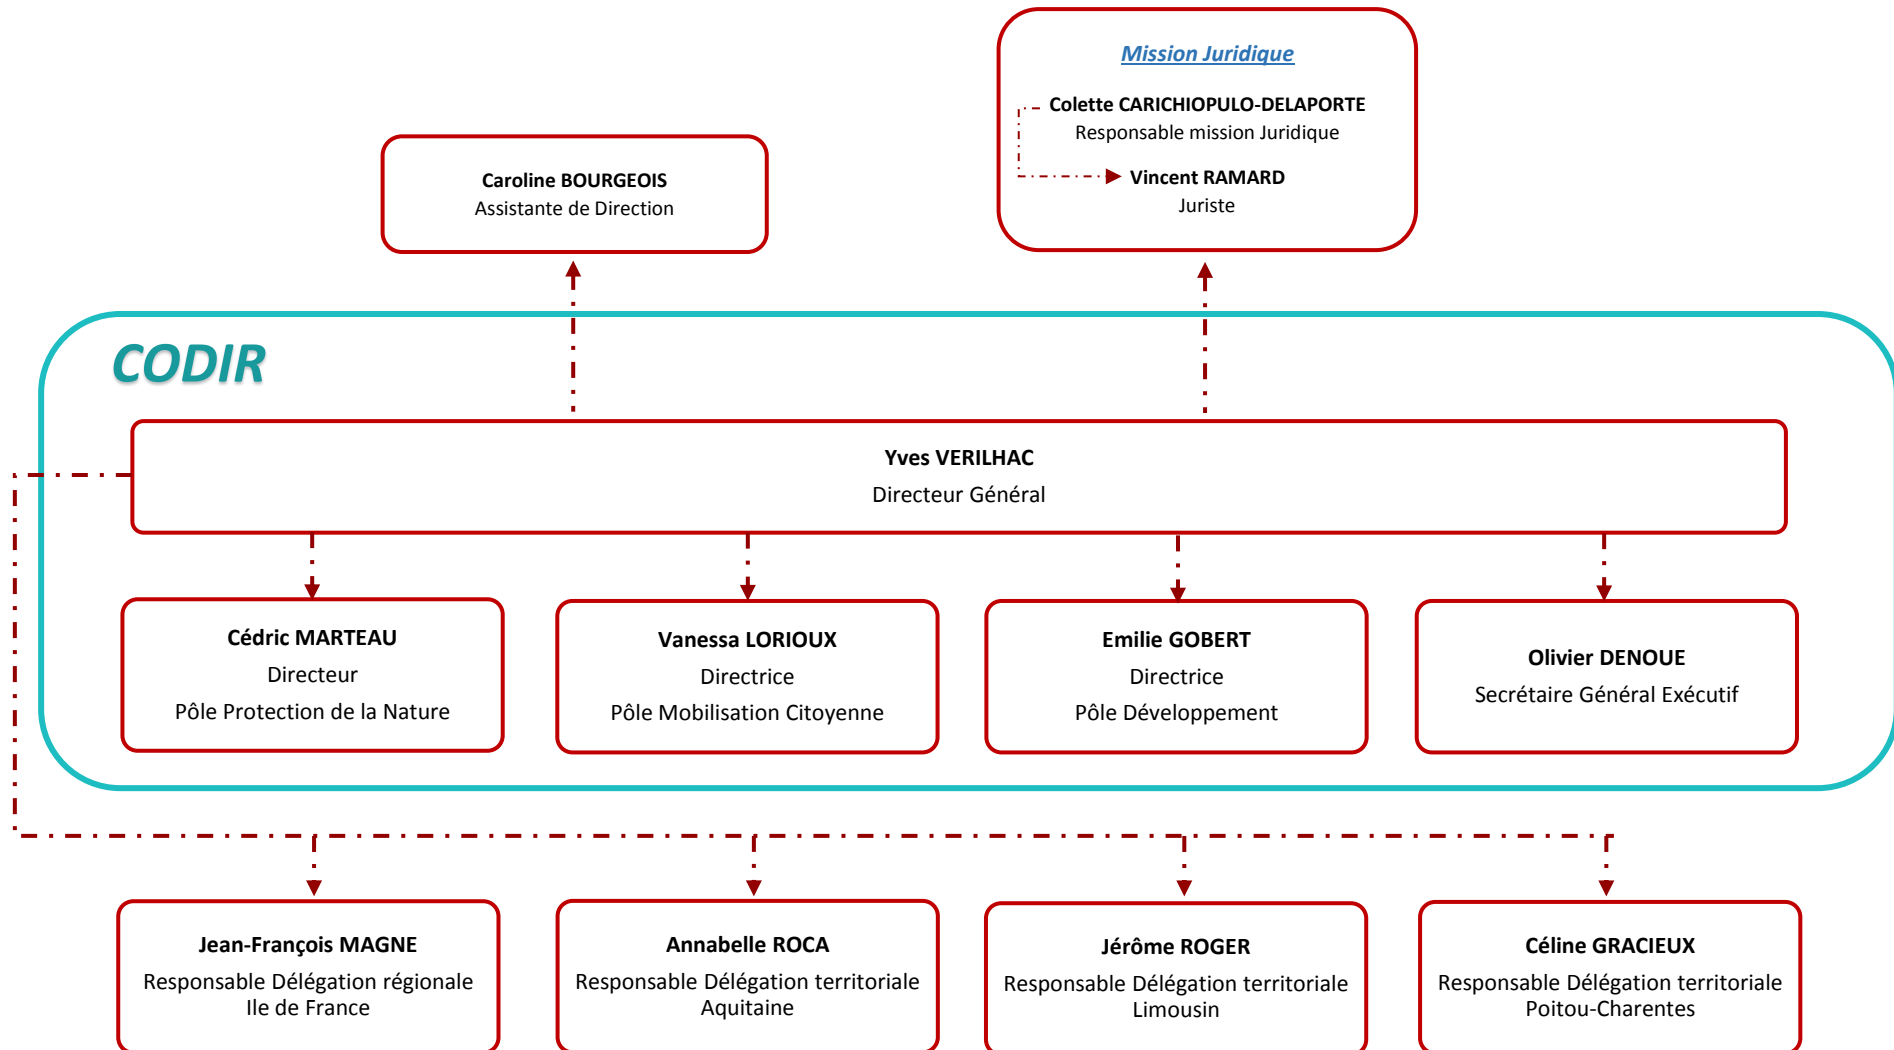 Mission Juridique
Colette CARICHIOPULO-DELAPORTE
Responsable mission Juridique
Vincent RAMARD
Juriste
Caroline BOURGEOIS
Assistante de Direction
CODIR
Yves VERILHAC
Directeur Général
Cédric MARTEAU
Directeur
Pôle Protection de la Nature
Vanessa LORIOUX
Directrice
Pôle Mobilisation Citoyenne
Emilie GOBERT
Directrice
Pôle Développement
Olivier DENOUE
Secrétaire Général Exécutif
Jean-François MAGNE
Responsable Délégation régionale
Ile de France
Annabelle ROCA
Responsable Délégation territoriale
Aquitaine
Jérôme ROGER
Responsable Délégation territoriale
Limousin
Céline GRACIEUX
Responsable Délégation territoriale
Poitou-Charentes